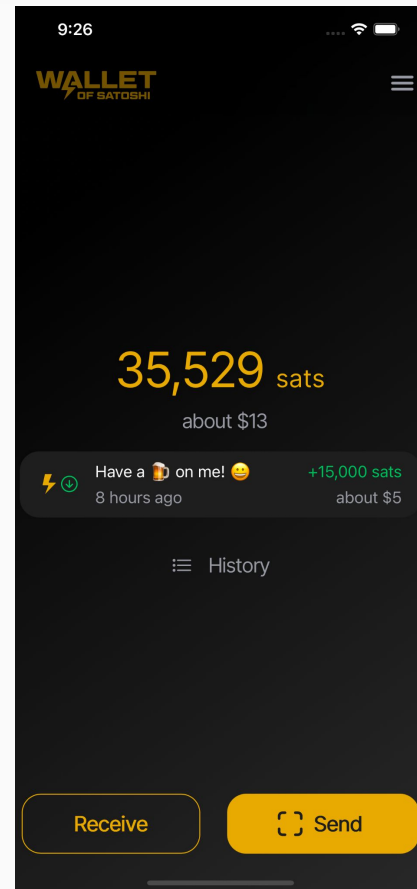 9:26
WALLET
OF SATOSHI
35,529 sats
about $13
Have a 🍺 on me! 😀 +15,000 sats
8 hours ago about $5
History
Receive Send